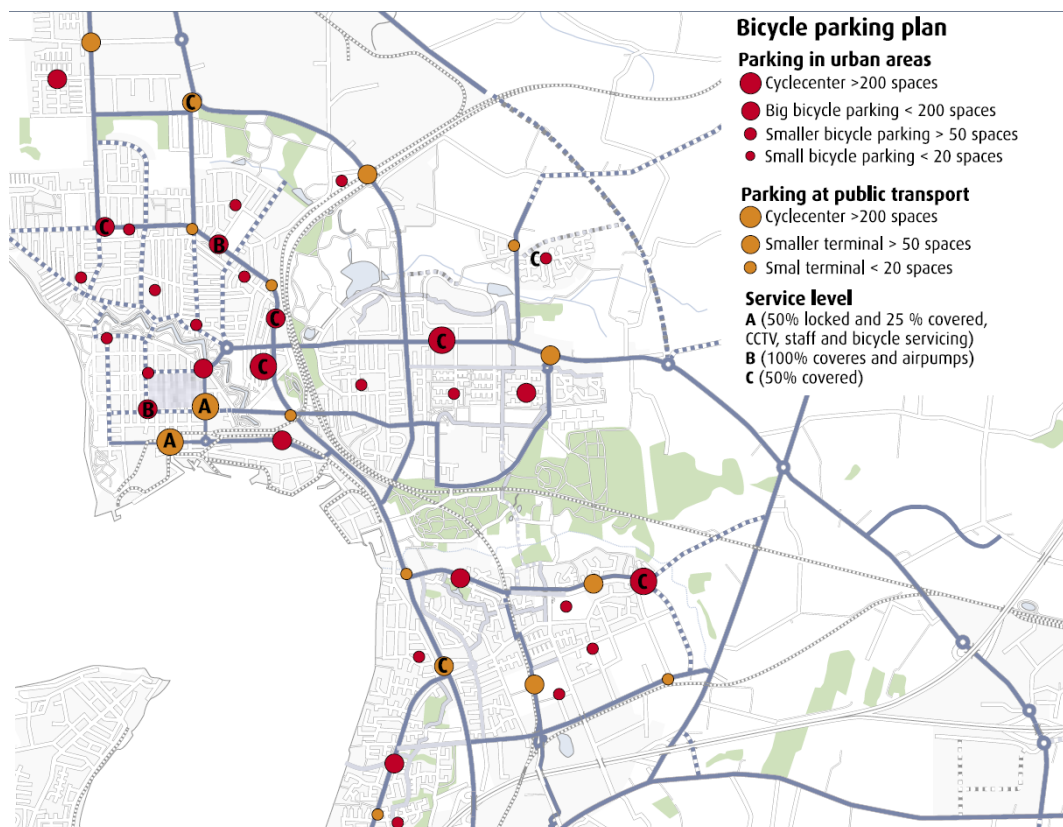 Bicycle parking plan
Parking in urban areas
Cyclecenter >200 spaces
Big bicycle parking < 200 spaces
Smaller bicycle parking > 50 spaces
Small bicycle parking < 20 spaces
Parking at public transport
Cyclecenter >200 spaces
Smaller terminal > 50 spaces
Smal terminal < 20 spaces
Service level
A (50% locked and 25 % covered,
CCTV, staff and bicycle servicing)
B (100% coveres and airpumps)
C (50% covered)
C
C
B
C
C
C
C
A
B
A
C
C